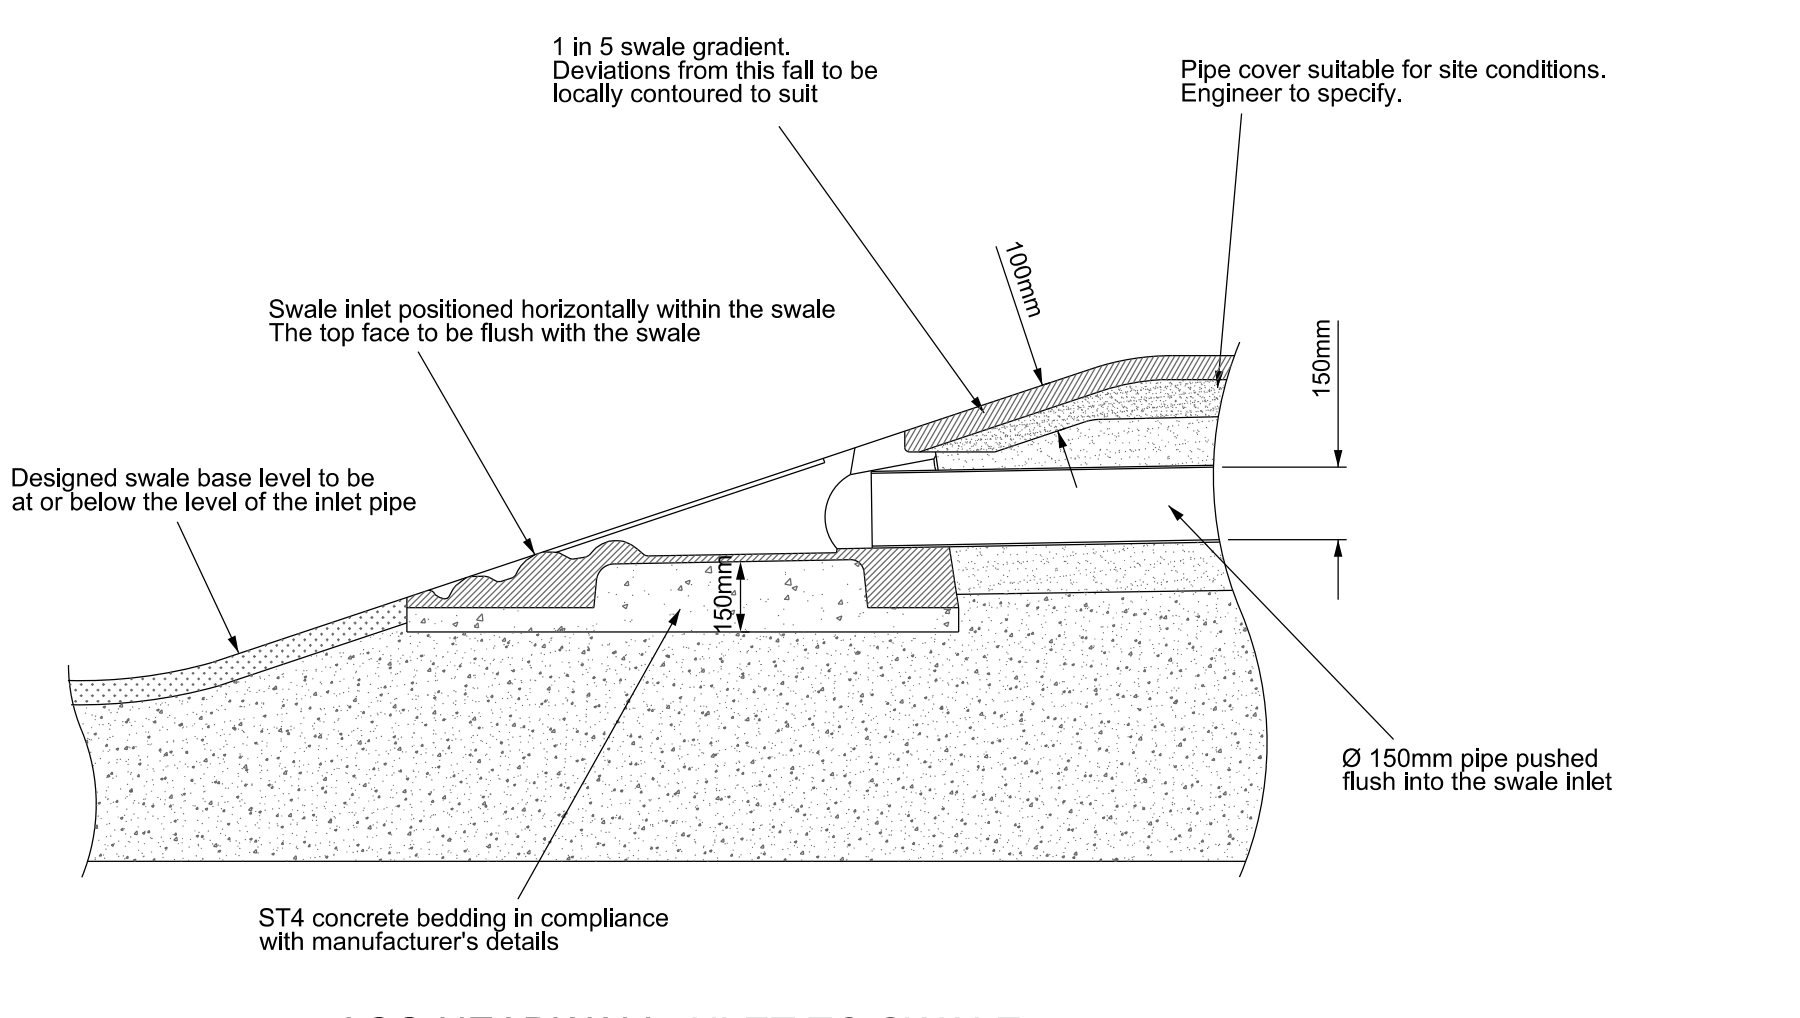 1 in 5 swale gradient.
Deviations from this fall to be
locally contoured to suit
Pipe cover suitable for site conditions.
Engineer to specify.
100mm
Swale inlet positioned horizontally within the swale
The top face to be flush with the swale
150mm
Designed swale base level to be
at or below the level of the inlet pipe
150mm
Ø 150mm pipe pushed
flush into the swale inlet
ST4 concrete bedding in compliance
with manufacturer's details